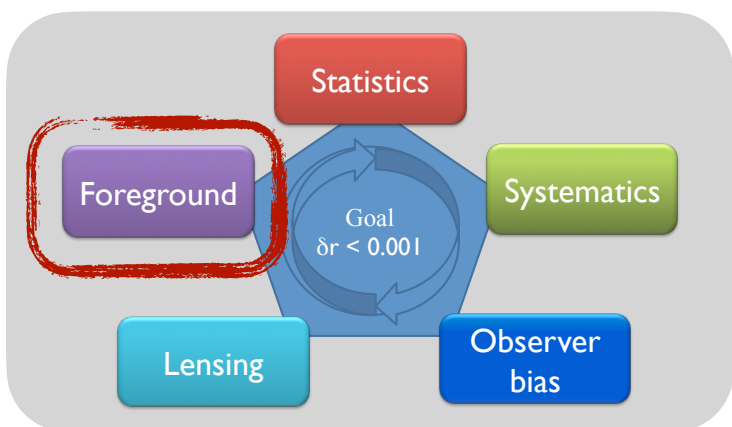 Statistics
Foreground
Systematics
Goal
δr < 0.001
Lensing
Observer
bias